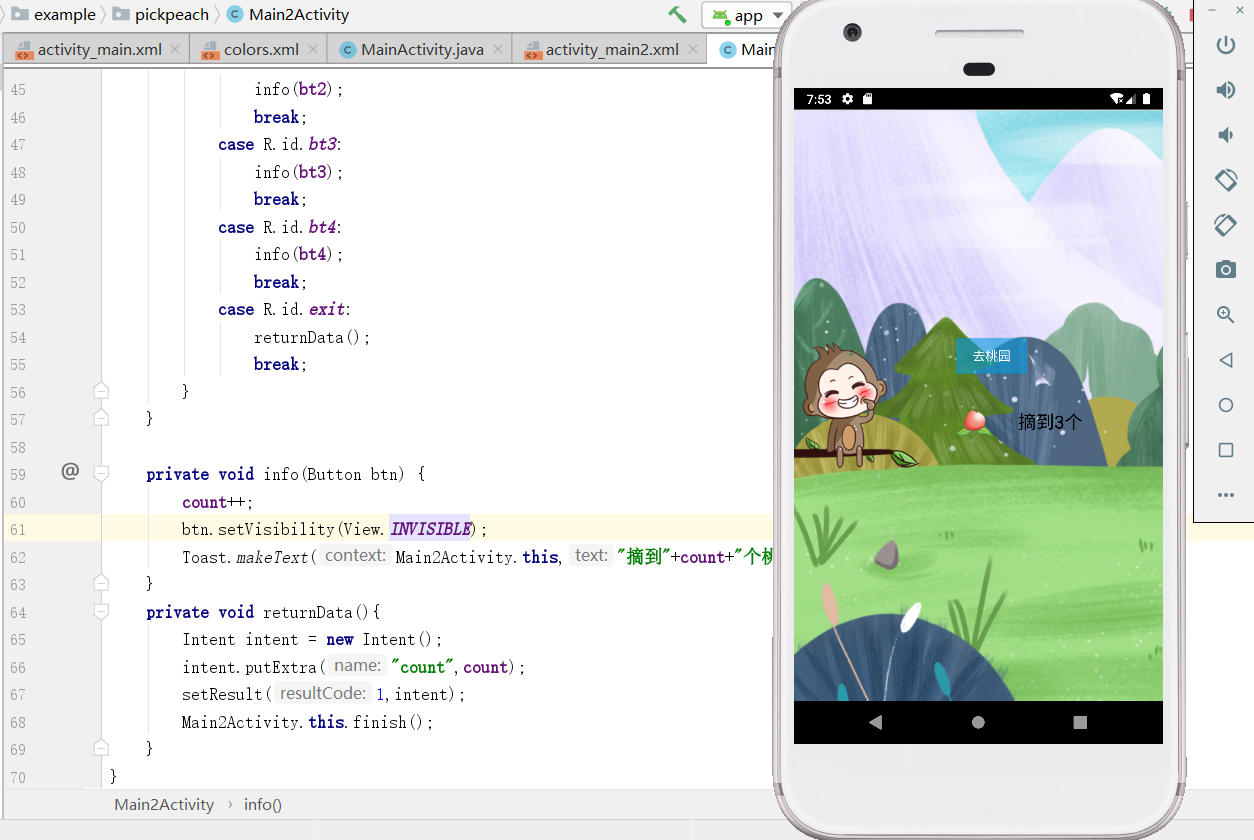 example pickpeach Main2Activity app
activity_main.xml colors.xml MainActivity.java activity_main2.xml Main
45 info(bt2);
46 break;
47 case R.id.bt3:
48 info(bt3);
49 break;
50 case R.id.bt4:
51 info(bt4);
52 break;
53 case R.id.exit:
54 returnData();
55 break;
56 }
57 }
58
59 @ private void info(Button btn) {
60 count++;
61 btn.setVisibility(View.INVISIBLE);
62 Toast.makeText( context: Main2Activity.this, text: "摘到"+count+"个桃
63 }
64 private void returnData(){
65 Intent intent = new Intent();
66 intent.putExtra( name: "count",count);
67 setResult( resultCode: 1,intent);
68 Main2Activity.this.finish();
69 }
70 }
Main2Activity › info()
7:53
去桃园
摘到3个